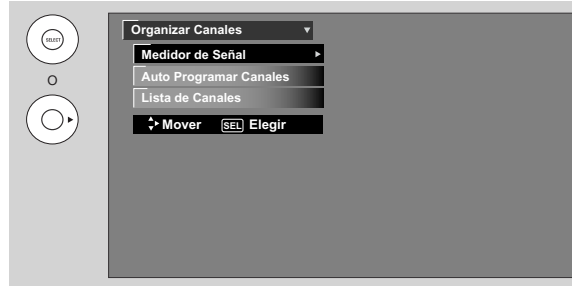 SELECT
O
Organizar Canales
Medidor de Señal
Auto Programar Canales
Lista de Canales
Mover SEL Elegir